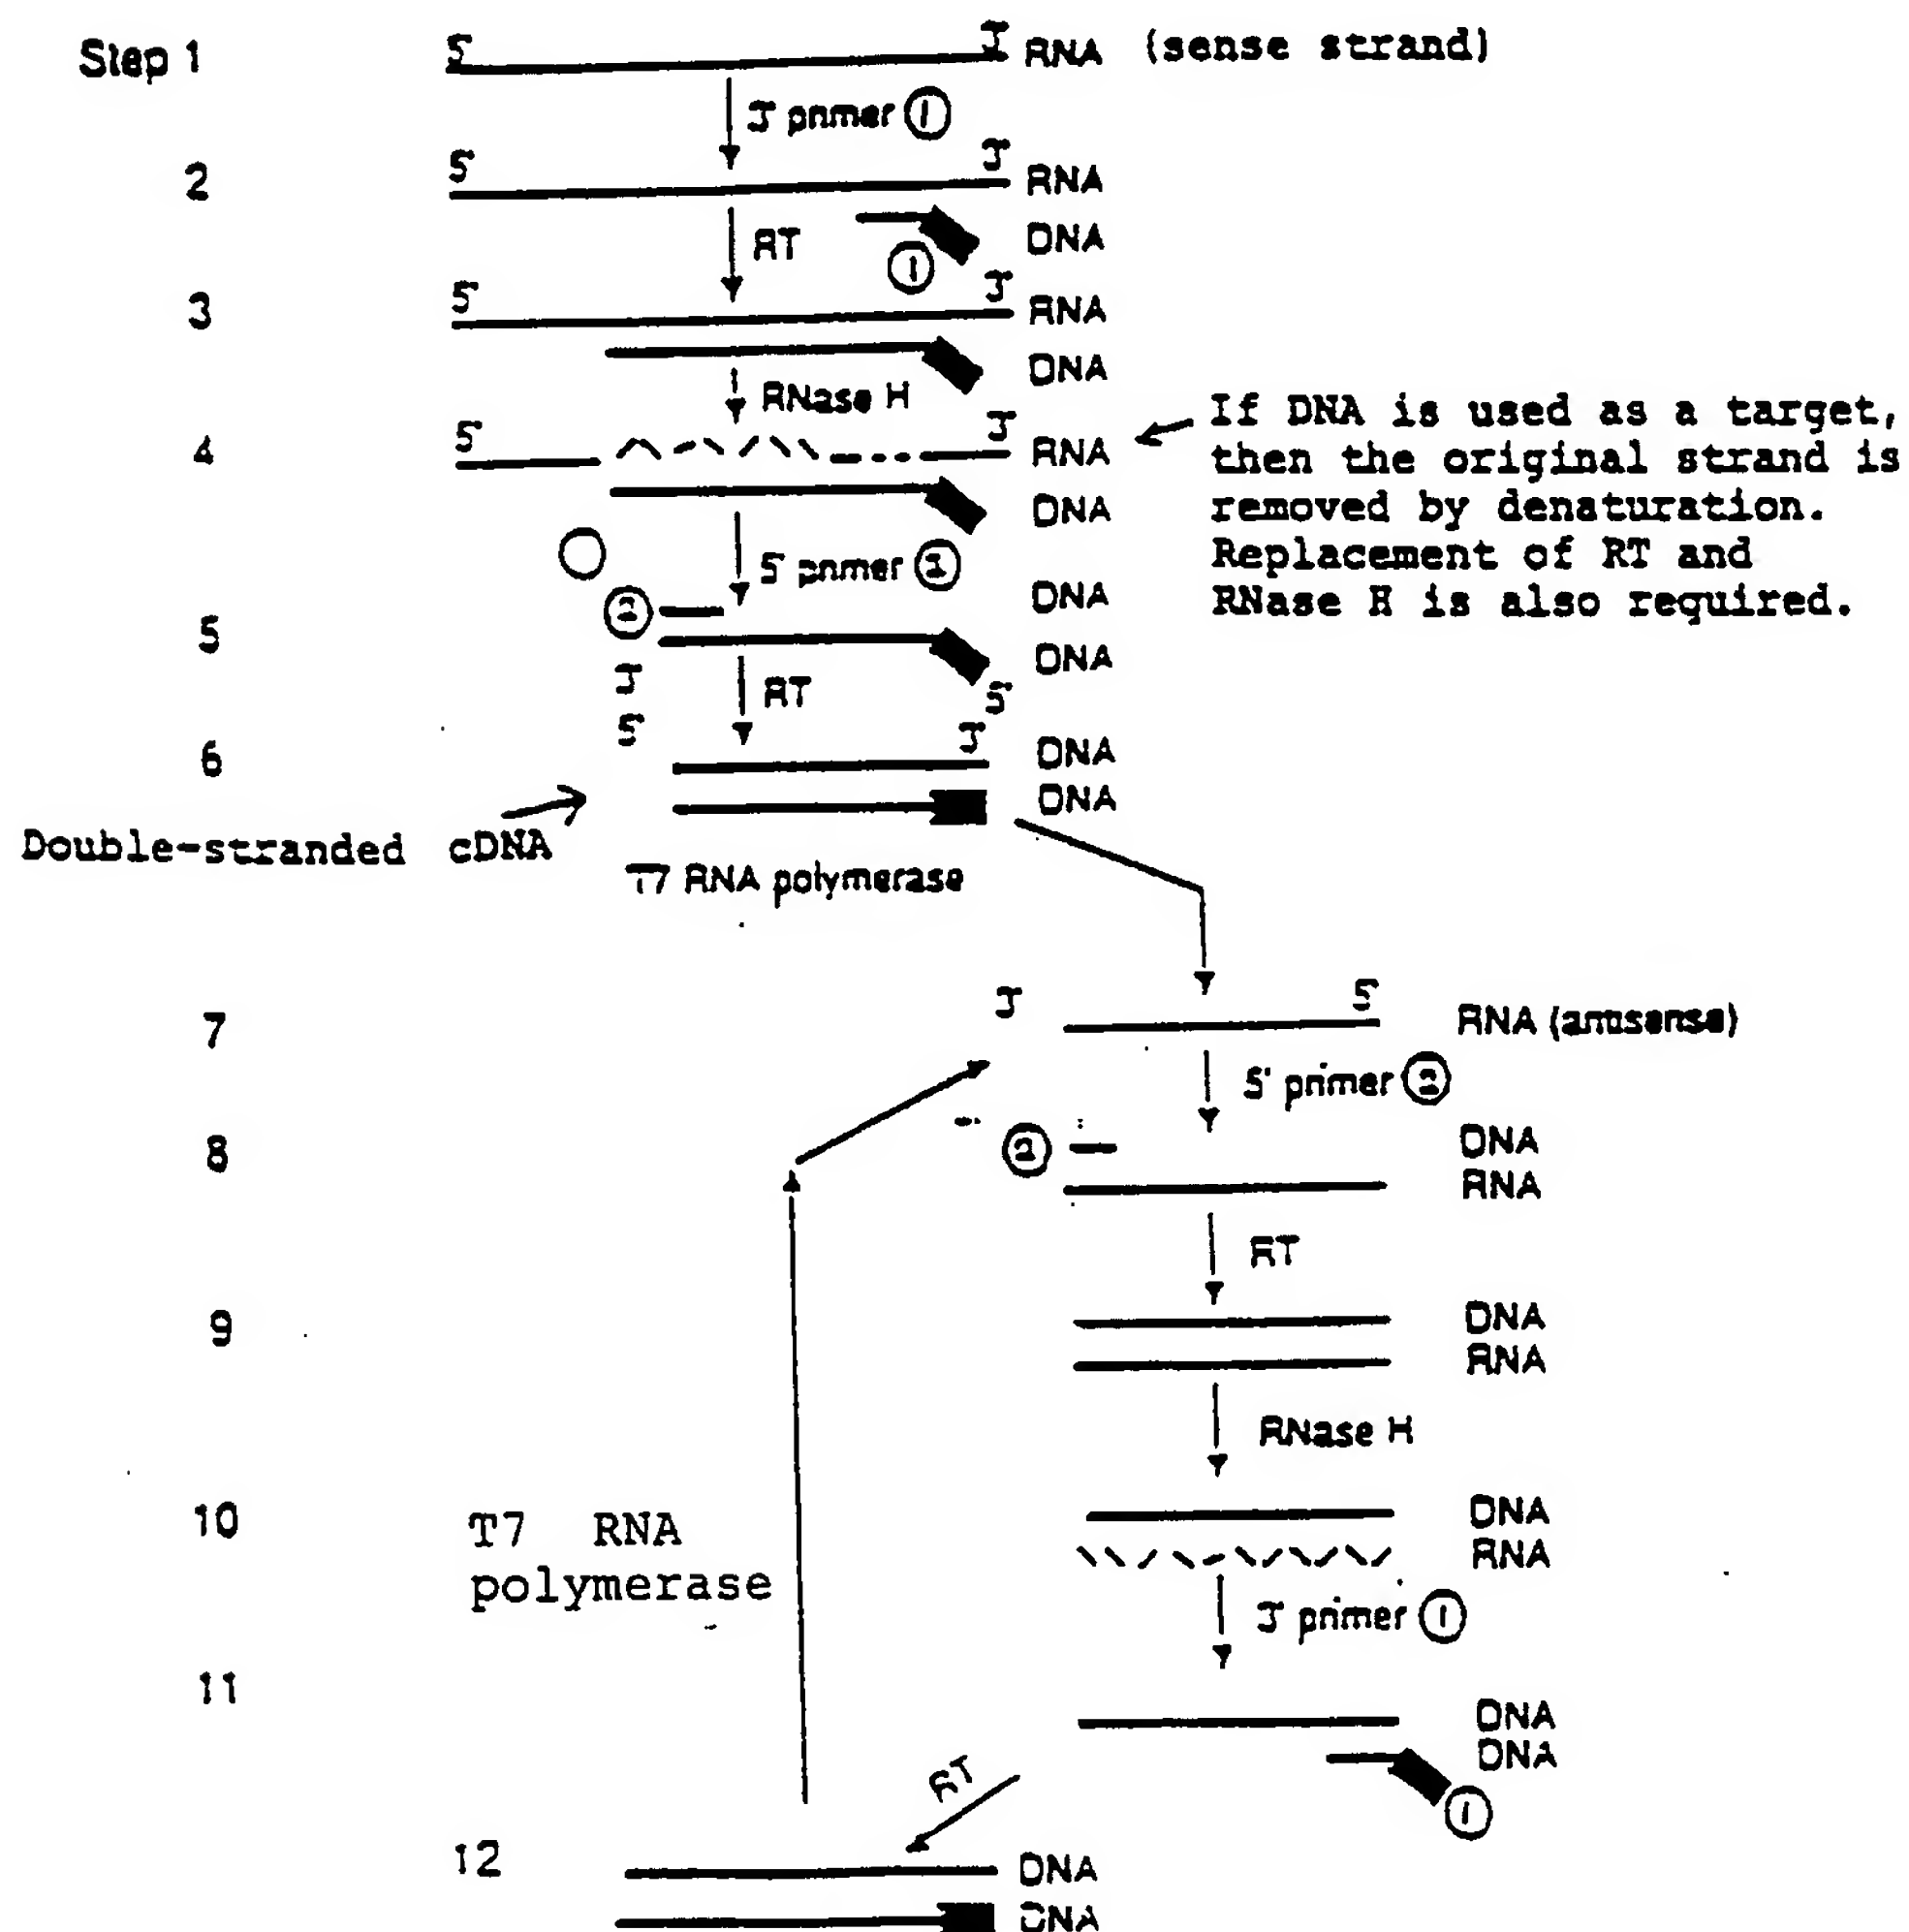 Step 1
5' 3' RNA (sense strand)
3' primer 1
2
5' 3' RNA
RT
DNA
1
3
5' 3' RNA
DNA
RNase H
If DNA is used as a target,
then the original strand is
removed by denaturation.
Replacement of RT and
RNase H is also required.
4
5' 3' RNA
DNA
5' primer 2
DNA
2
5
DNA
3' 5'
RT
5' 3'
6
DNA
DNA
Double-stranded cDNA
T7 RNA polymerase
7
3' 5'
RNA (antisense)
5' primer 2
8
2
DNA
RNA
RT
9
DNA
RNA
RNase H
10
DNA
RNA
T7 RNA
polymerase
3' primer 1
11
DNA
DNA
1
RT
12
DNA
DNA